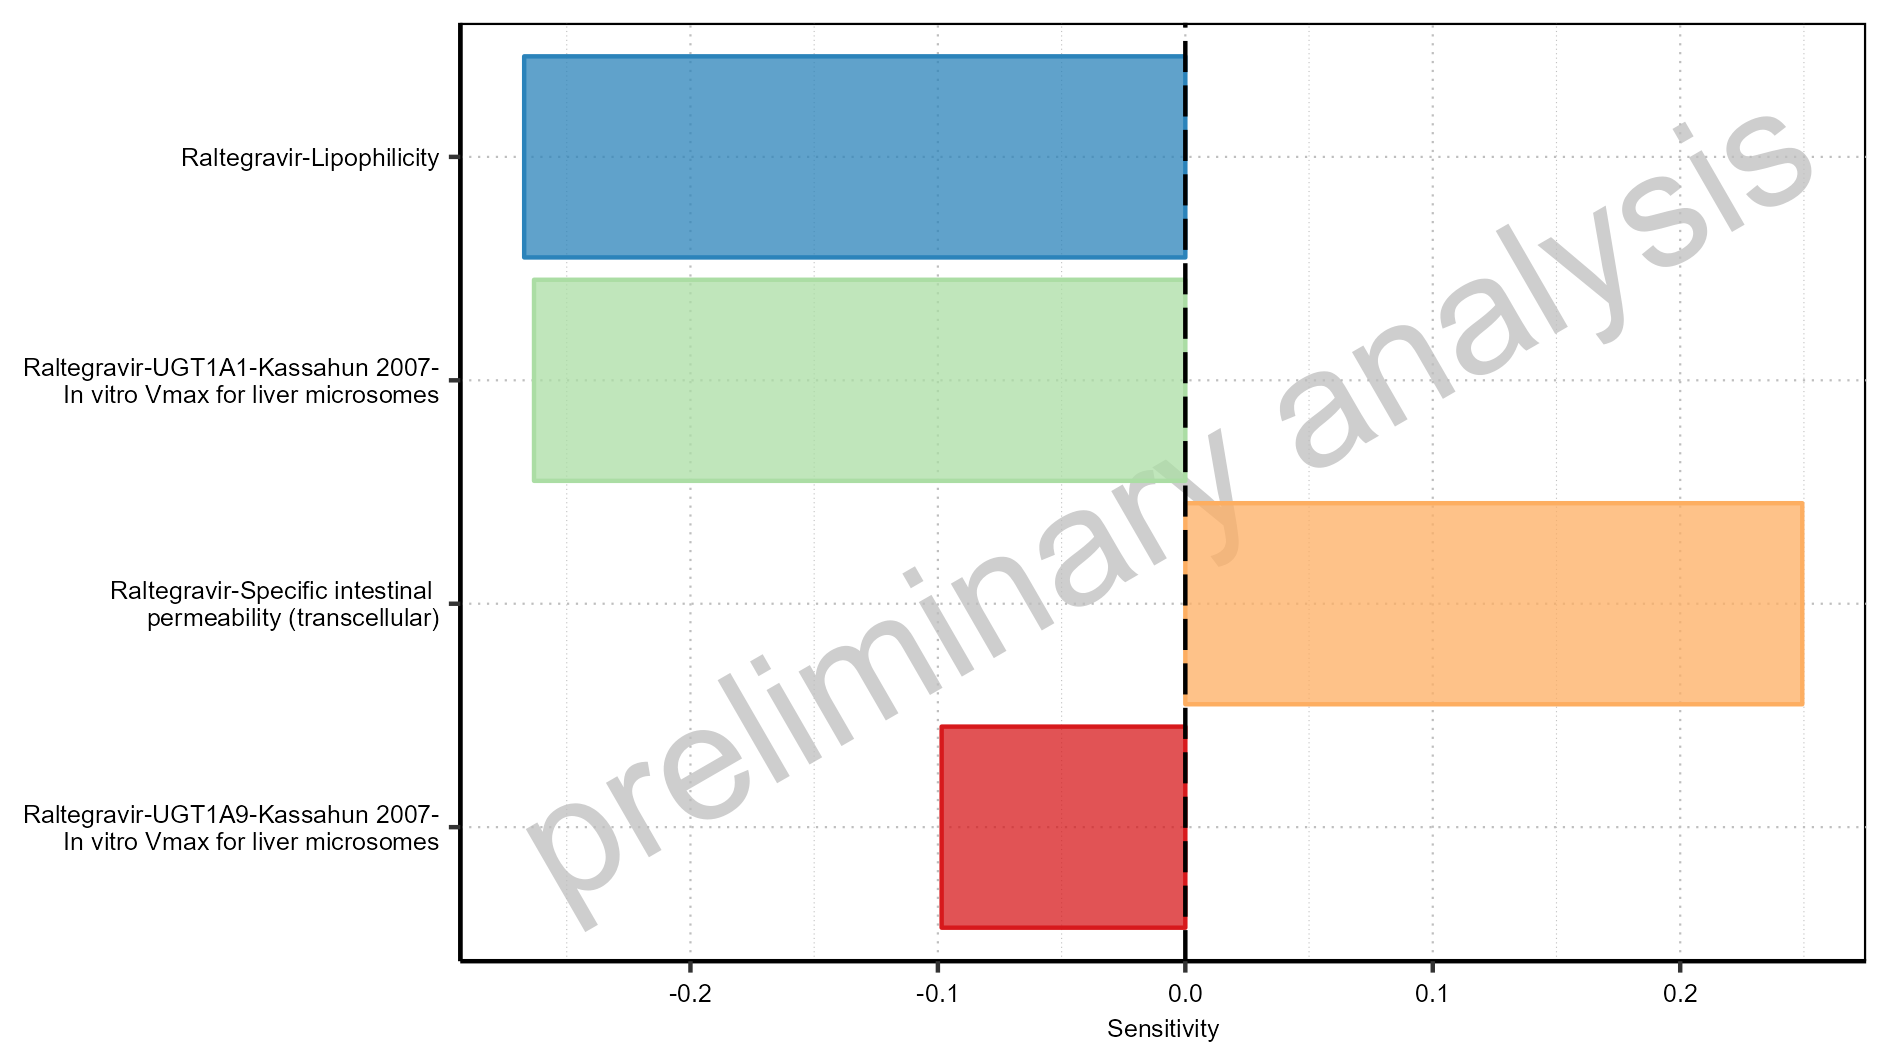 Raltegravir-Lipophilicity
Raltegravir-UGT1A1-Kassahun 2007-
In vitro Vmax for liver microsomes
Raltegravir-Specific intestinal
permeability (transcellular)
Raltegravir-UGT1A9-Kassahun 2007-
In vitro Vmax for liver microsomes
preliminary analysis
-0.2 -0.1 0.0 0.1 0.2
Sensitivity